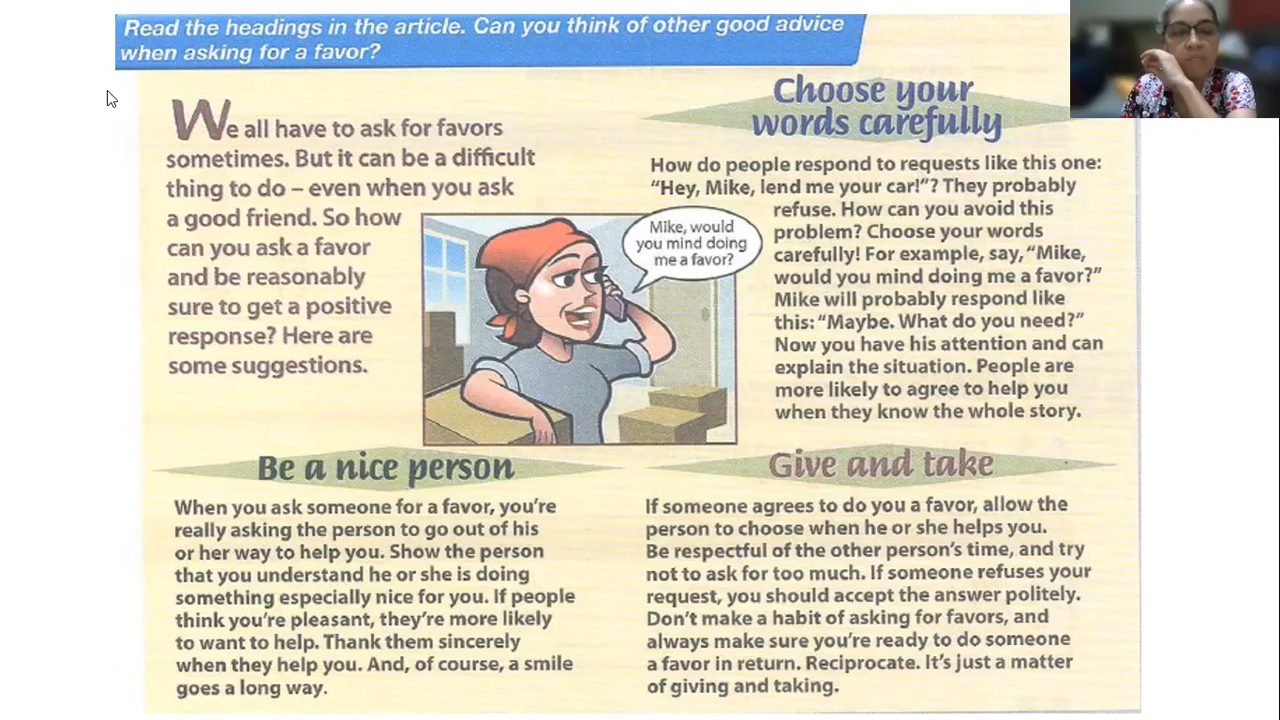 Read the headings in the article. Can you think of other good advice
when asking for a favor?
We all have to ask for favors
sometimes. But it can be a difficult
thing to do – even when you ask
a good friend. So how
can you ask a favor
and be reasonably
sure to get a positive
response? Here are
some suggestions.
Mike, would
you mind doing
me a favor?
Choose your
words carefully
How do people respond to requests like this one:
“Hey, Mike, lend me your car!”? They probably
refuse. How can you avoid this
problem? Choose your words
carefully! For example, say, “Mike,
would you mind doing me a favor?”
Mike will probably respond like
this: “Maybe. What do you need?”
Now you have his attention and can
explain the situation. People are
more likely to agree to help you
when they know the whole story.
Be a nice person
When you ask someone for a favor, you’re
really asking the person to go out of his
or her way to help you. Show the person
that you understand he or she is doing
something especially nice for you. If people
think you’re pleasant, they’re more likely
to want to help. Thank them sincerely
when they help you. And, of course, a smile
goes a long way.
Give and take
If someone agrees to do you a favor, allow the
person to choose when he or she helps you.
Be respectful of the other person’s time, and try
not to ask for too much. If someone refuses your
request, you should accept the answer politely.
Don’t make a habit of asking for favors, and
always make sure you’re ready to do someone
a favor in return. Reciprocate. It’s just a matter
of giving and taking.